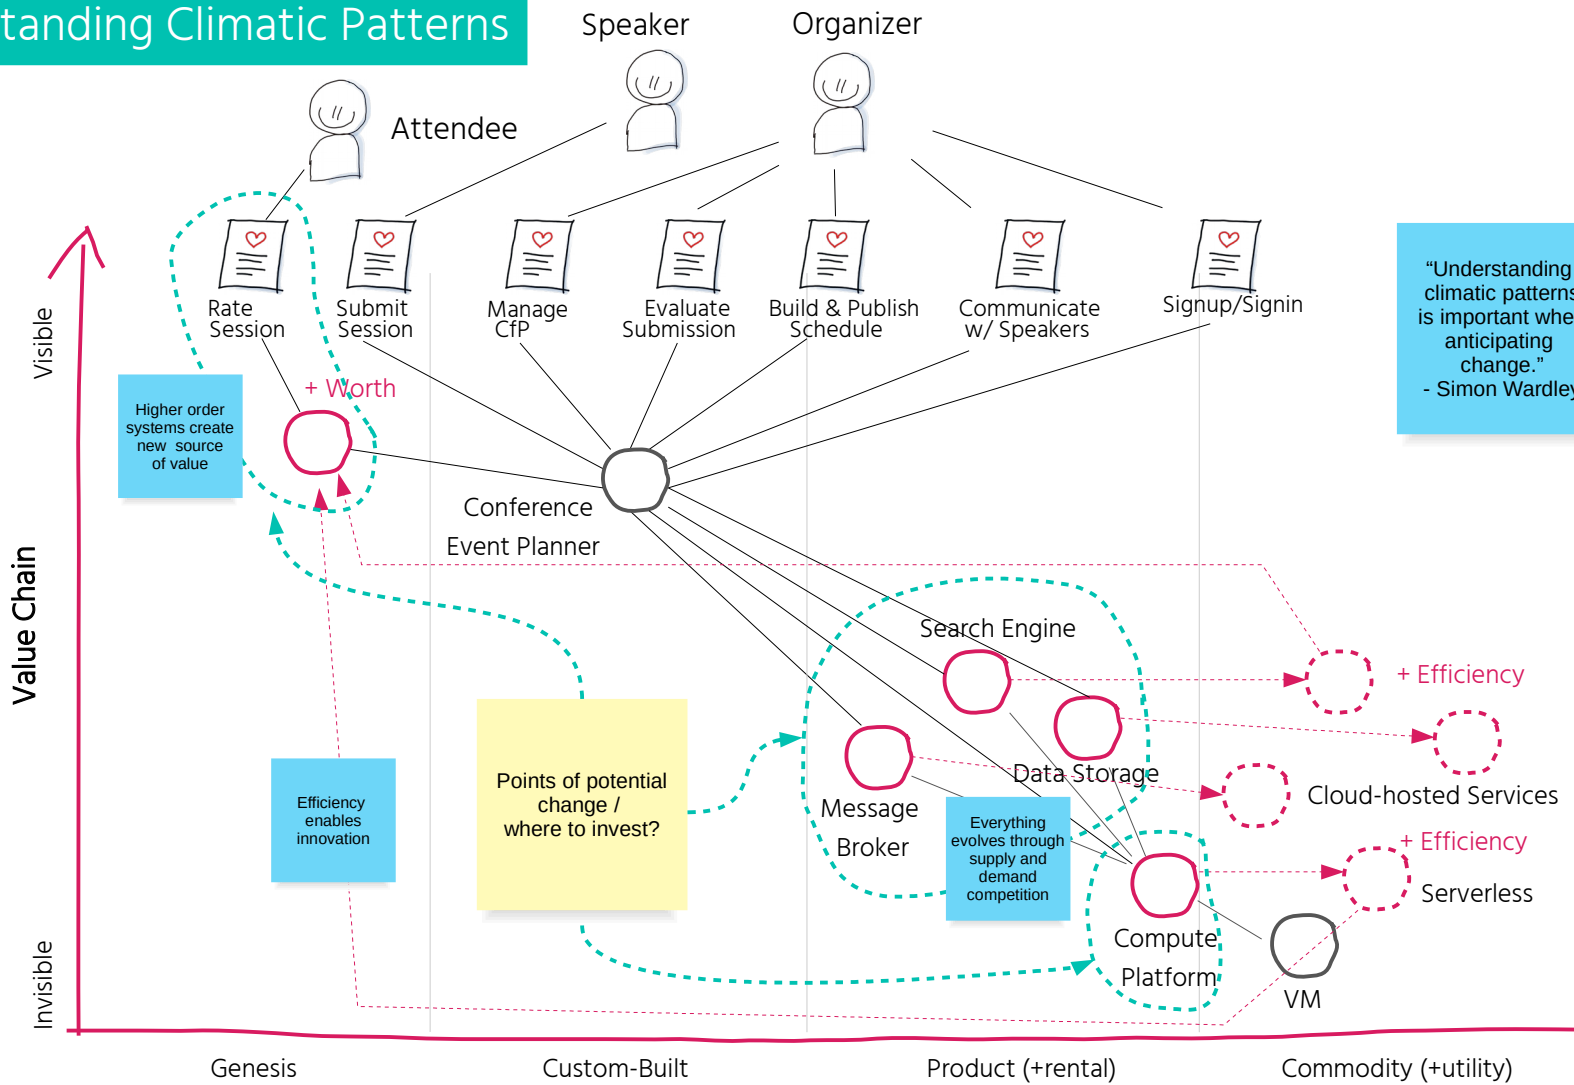 tanding Climatic Patterns
Speaker
Organizer
Attendee
Rate
Session
Submit
Session
Manage
CfP
Evaluate
Submission
Build & Publish
Schedule
Communicate
w/ Speakers
Signup/Signin
"Understanding
climatic patterns
is important whe
anticipating
change."
- Simon Wardley
Visible
Value Chain
Invisible
+ Worth
Higher order
systems create
new source
of value
Conference
Event Planner
Search Engine
+ Efficiency
Data Storage
Cloud-hosted Services
Message
Broker
Points of potential
change /
where to invest?
Efficiency
enables
innovation
Everything
evolves through
supply and
demand
competition
+ Efficiency
Serverless
Compute
Platform
VM
Genesis
Custom-Built
Product (+rental)
Commodity (+utility)